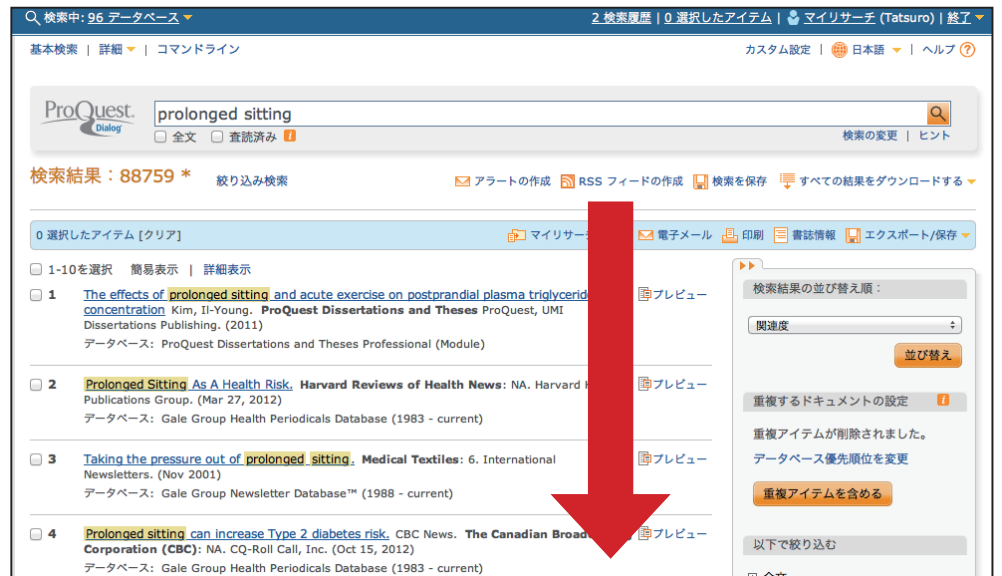 検索中: 96 データベース
2 検索履歴 | 0 選択したアイテム | マイリサーチ (Tatsuro) | 終了
基本検索 | 詳細 | コマンドライン
カスタム設定 | 日本語 | ヘルプ ?
ProQuest
Dialog
prolonged sitting
全文 査読済み i
検索の変更 | ヒント
検索結果：88759 * 絞り込み検索
アラートの作成 RSS フィードの作成 検索を保存 すべての結果をダウンロードする
0 選択したアイテム [クリア]
マイリサーチ 電子メール 印刷 書誌情報 エクスポート/保存
1-10を選択 簡易表示 | 詳細表示
1 The effects of prolonged sitting and acute exercise on postprandial plasma triglyceride プレビュー
concentration Kim, Il-Young. ProQuest Dissertations and Theses ProQuest, UMI
Dissertations Publishing. (2011)
データベース: ProQuest Dissertations and Theses Professional (Module)
2 Prolonged Sitting As A Health Risk. Harvard Reviews of Health News: NA. Harvard プレビュー
Publications Group. (Mar 27, 2012)
データベース: Gale Group Health Periodicals Database (1983 - current)
3 Taking the pressure out of prolonged sitting. Medical Textiles: 6. International プレビュー
Newsletters. (Nov 2001)
データベース: Gale Group Newsletter Database™ (1988 - current)
4 Prolonged sitting can increase Type 2 diabetes risk. CBC News. The Canadian プレビュー
Corporation (CBC): NA. CQ-Roll Call, Inc. (Oct 15, 2012)
データベース: Gale Group Health Periodicals Database (1983 - current)
検索結果の並び替え順：
関連度
並び替え
重複するドキュメントの設定 i
重複アイテムが削除されました。
データベース優先順位を変更
重複アイテムを含める
以下で絞り込む